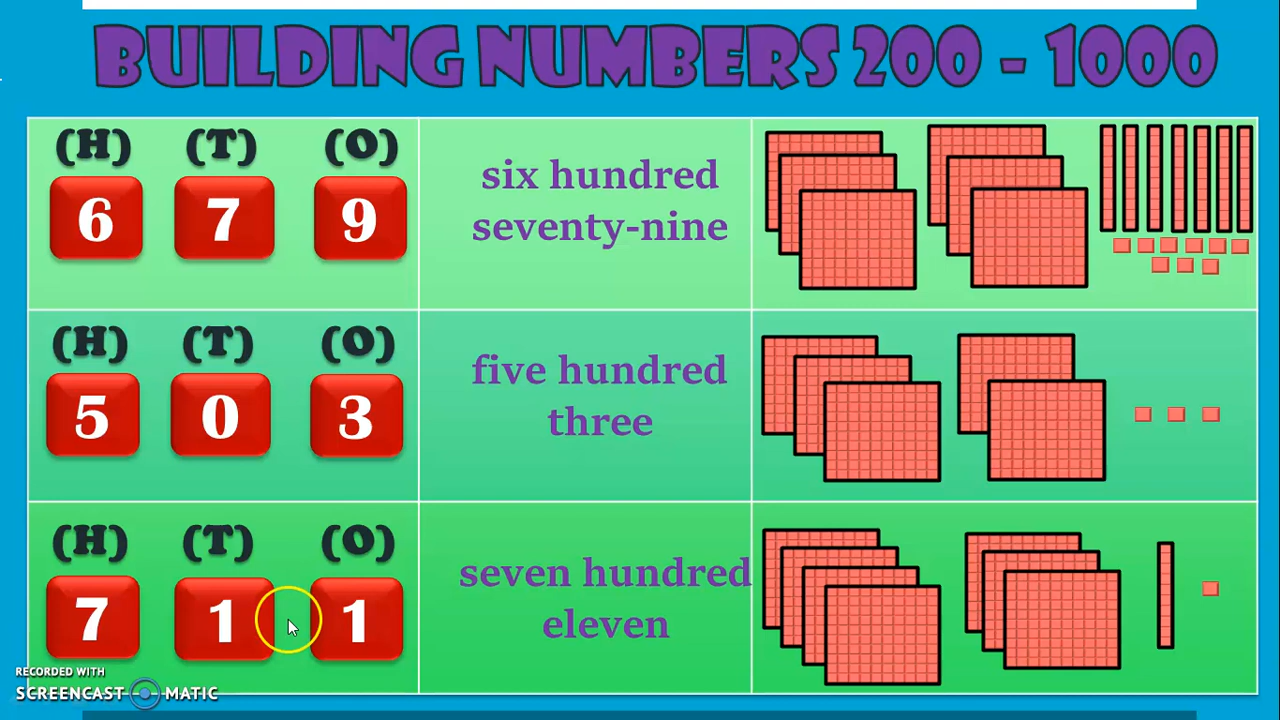 BUILDING NUMBERS 200 - 1000
(H) (T) (O)
6 7 9
six hundred
seventy-nine
(H) (T) (O)
5 0 3
five hundred
three
(H) (T) (O)
7 1 1
seven hundred
eleven
RECORDED WITH
SCREENCAST MATIC